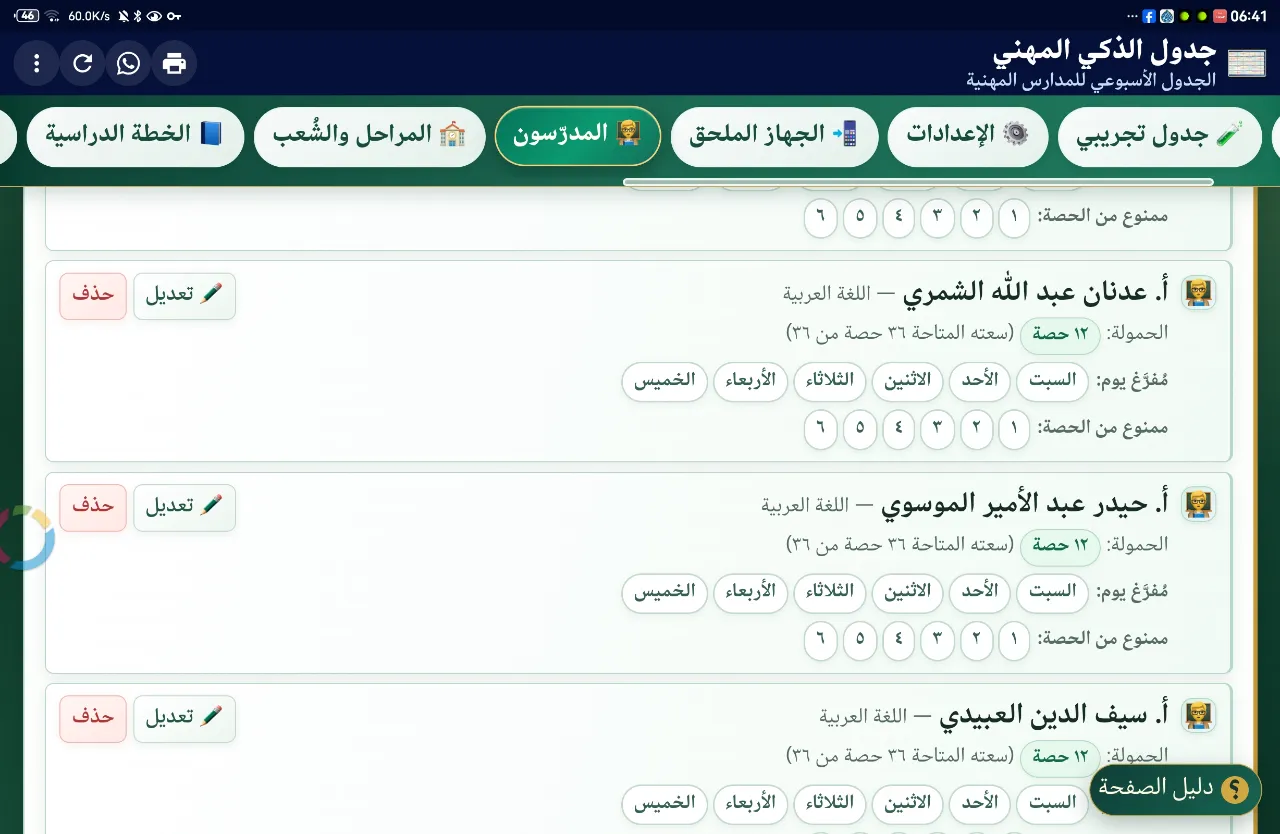 46 60.0K/s ··· 06:41
جدول الذكي المهني
الجدول الأسبوعي للمدارس المهنية
جدول تجريبي
الإعدادات
الجهاز الملحق
المدرّسون
المراحل والشُعب
الخطة الدراسية
ممنوع من الحصة: ١ ٢ ٣ ٤ ٥ ٦
أ. عدنان عبد الله الشمري — اللغة العربية
تعديل حذف
الحمولة: ١٢ حصة (سعته المتاحة ٣٦ حصة من ٣٦)
مُفرَّغ يوم: السبت الأحد الاثنين الثلاثاء الأربعاء الخميس
ممنوع من الحصة: ١ ٢ ٣ ٤ ٥ ٦
أ. حيدر عبد الأمير الموسوي — اللغة العربية
تعديل حذف
الحمولة: ١٢ حصة (سعته المتاحة ٣٦ حصة من ٣٦)
مُفرَّغ يوم: السبت الأحد الاثنين الثلاثاء الأربعاء الخميس
ممنوع من الحصة: ١ ٢ ٣ ٤ ٥ ٦
أ. سيف الدين العبيدي — اللغة العربية
تعديل حذف
الحمولة: ١٢ حصة (سعته المتاحة ٣٦ حصة من ٣٦)
السبت الأحد الاثنين الثلاثاء الأربعاء الخميس
؟ دليل الصفحة